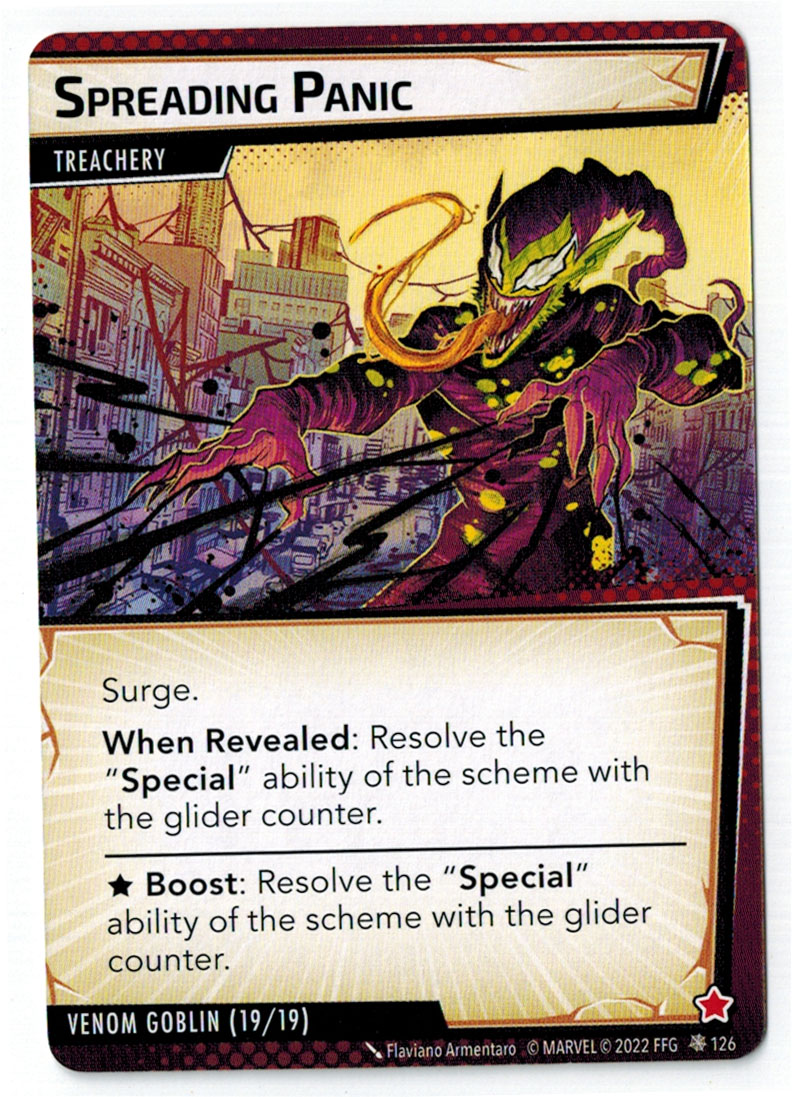 SPREADING PANIC
TREACHERY
Surge.
When Revealed: Resolve the
"Special" ability of the scheme with
the glider counter.
★ Boost: Resolve the "Special"
ability of the scheme with the glider
counter.
VENOM GOBLIN (19/19)
Flaviano Armentaro © MARVEL © 2022 FFG 126